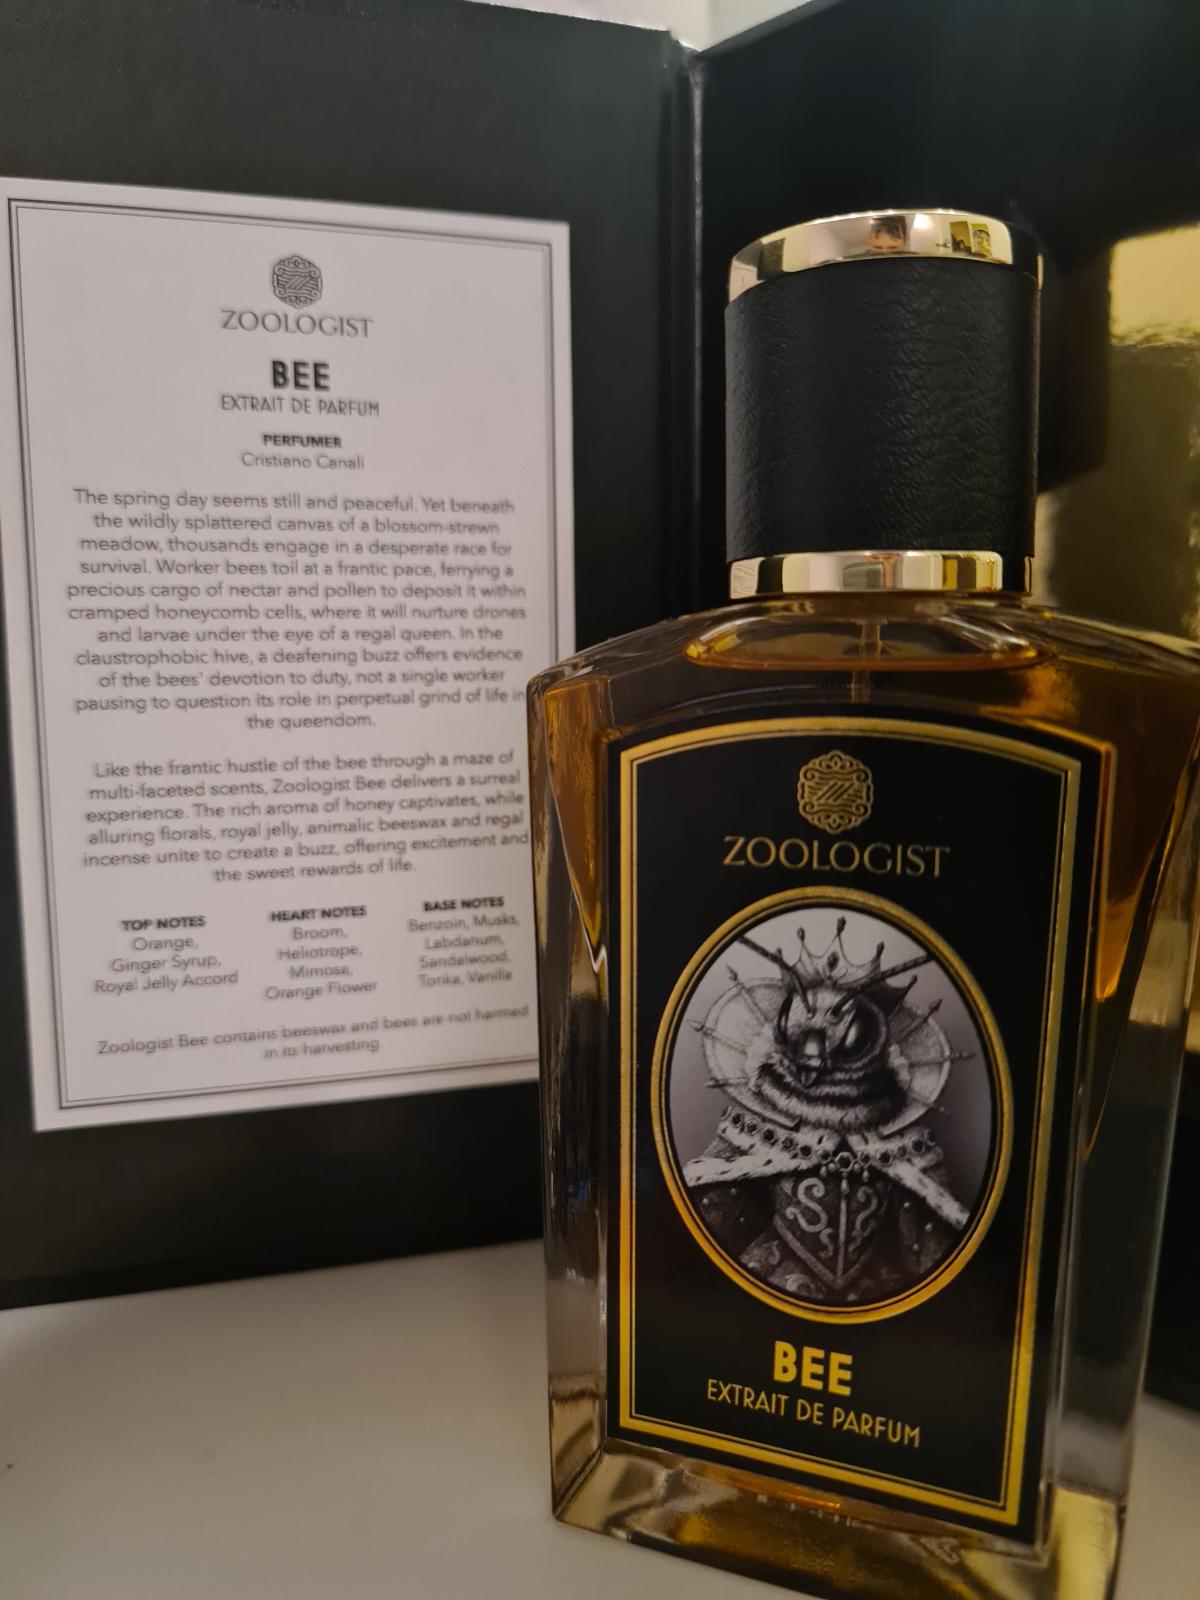 ZOOLOGIST
BEE
EXTRAIT DE PARFUM
PERFUMER
Cristiano Canali
The spring day seems still and peaceful. Yet beneath
the wildly splattered canvas of a blossom-strewn
meadow, thousands engage in a desperate race for
survival. Worker bees toil at a frantic pace, ferrying a
precious cargo of nectar and pollen to deposit it within
cramped honeycomb cells, where it will nurture drones
and larvae under the eye of a regal queen. In the
claustrophobic hive, a deafening buzz offers evidence
of the bees' devotion to duty, not a single worker
pausing to question its role in perpetual grind of life in
the queendom.
Like the frantic hustle of the bee through a maze of
multi-faceted scents, Zoologist Bee delivers a surreal
experience. The rich aroma of honey captivates, while
alluring florals, royal jelly, animalic beeswax and regal
incense unite to create a buzz, offering excitement and
the sweet rewards of life.
TOP NOTES
Orange,
Ginger Syrup,
Royal Jelly Accord
HEART NOTES
Broom,
Heliotrope,
Mimosa,
Orange Flower
BASE NOTES
Benzoin, Musks,
Labdanum,
Sandalwood,
Tonka, Vanilla
Zoologist Bee contains beeswax and bees are not harmed
in its harvesting.
ZOOLOGIST
BEE
EXTRAIT DE PARFUM